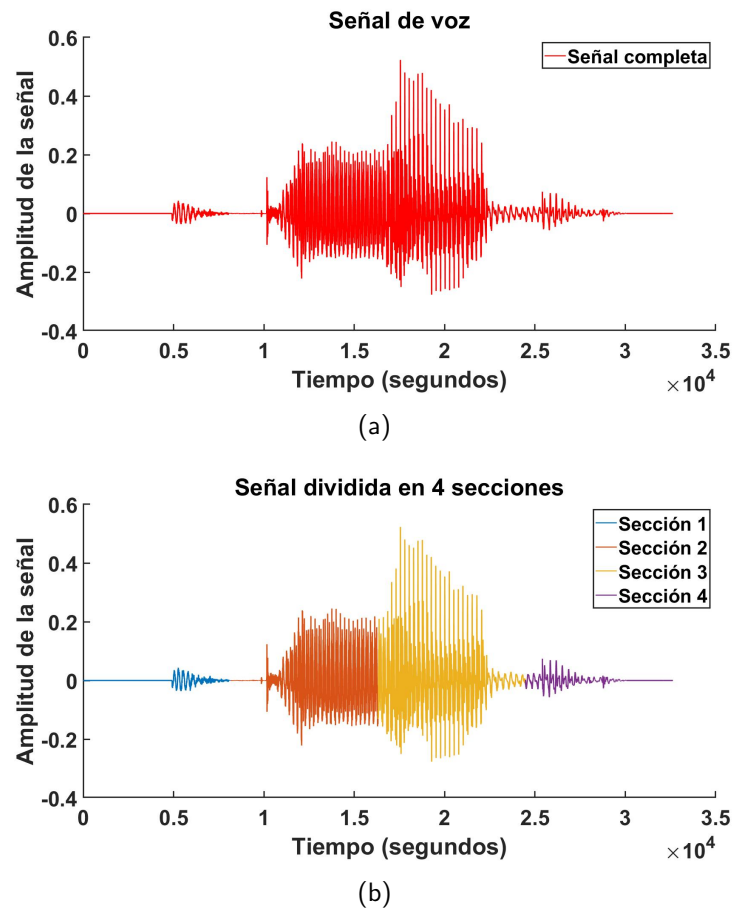 Señal de voz
0.6
Señal completa
0.4
0.2
0
-0.2
-0.4
Amplitud de la señal
0 0.5 1 1.5 2 2.5 3 3.5
Tiempo (segundos)
×10^4
(a)
Señal dividida en 4 secciones
0.6
Sección 1
Sección 2
Sección 3
Sección 4
0.4
0.2
0
-0.2
-0.4
Amplitud de la señal
0 0.5 1 1.5 2 2.5 3 3.5
Tiempo (segundos)
×10^4
(b)